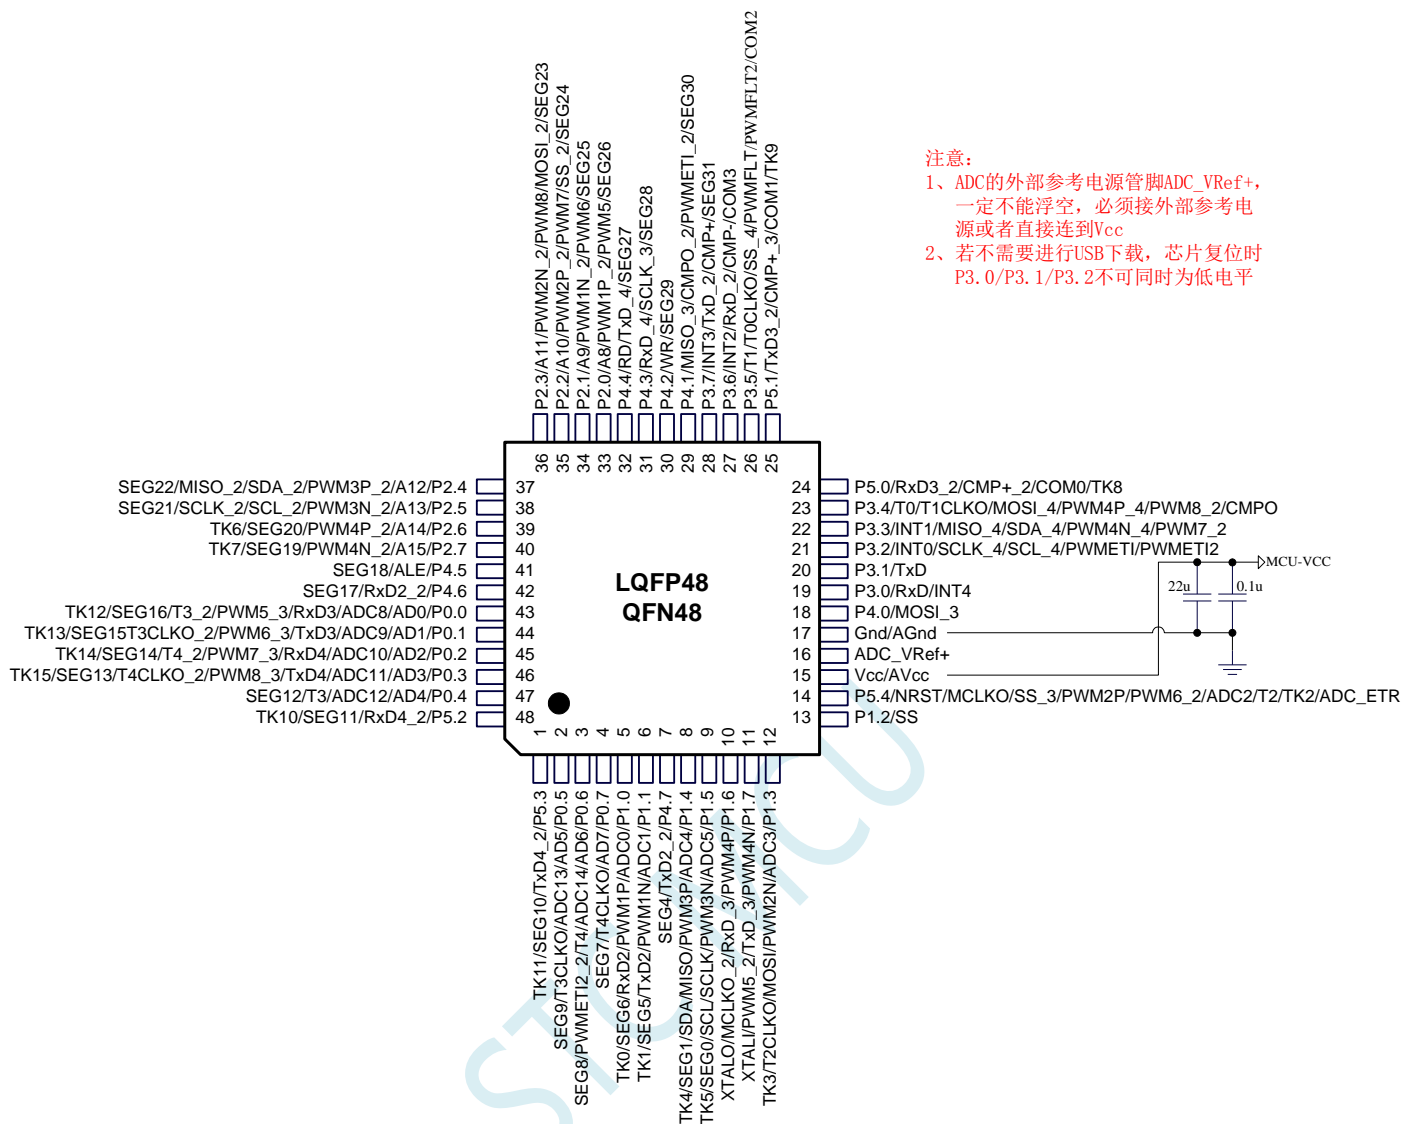 P2.3/A11/PWM2N_2/PWM8/MOSI_2/SEG23
P2.2/A10/PWM2P_2/PWM7/SS_2/SEG24
P2.1/A9/PWM1N_2/PWM6/SEG25
P2.0/A8/PWM1P_2/PWM5/SEG26
P4.4/RD/TxD_4/SEG27
P4.3/RxD_4/SCLK_3/SEG28
P4.2/WR/SEG29
P4.1/MISO_3/CMPO_2/PWMETI_2/SEG30
P3.7/INT3/TxD_2/CMP+/SEG31
P3.6/INT2/RxD_2/CMP-/COM3
P3.5/T1/T0CLKO/SS_4/PWMFLT/PWMFLT2/COM2
P5.1/TxD3_2/CMP+_3/COM1/TK9
注意：
1、ADC的外部参考电源管脚ADC_VRef+，
一定不能浮空，必须接外部参考电
源或者直接连到Vcc
2、若不需要进行USB下载，芯片复位时
P3.0/P3.1/P3.2不可同时为低电平
36
35
34
33
32
31
30
29
28
27
26
25
SEG22/MISO_2/SDA_2/PWM3P_2/A12/P2.4
37
SEG21/SCLK_2/SCL_2/PWM3N_2/A13/P2.5
38
TK6/SEG20/PWM4P_2/A14/P2.6
39
TK7/SEG19/PWM4N_2/A15/P2.7
40
SEG18/ALE/P4.5
41
SEG17/RxD2_2/P4.6
42
TK12/SEG16/T3_2/PWM5_3/RxD3/ADC8/AD0/P0.0
43
TK13/SEG15T3CLKO_2/PWM6_3/TxD3/ADC9/AD1/P0.1
44
TK14/SEG14/T4_2/PWM7_3/RxD4/ADC10/AD2/P0.2
45
TK15/SEG13/T4CLKO_2/PWM8_3/TxD4/ADC11/AD3/P0.3
46
SEG12/T3/ADC12/AD4/P0.4
47
TK10/SEG11/RxD4_2/P5.2
48
LQFP48
QFN48
24
P5.0/RxD3_2/CMP+_2/COM0/TK8
23
P3.4/T0/T1CLKO/MOSI_4/PWM4P_4/PWM8_2/CMPO
22
P3.3/INT1/MISO_4/SDA_4/PWM4N_4/PWM7_2
21
P3.2/INT0/SCLK_4/SCL_4/PWMETI/PWMETI2
20
P3.1/TxD
19
P3.0/RxD/INT4
18
P4.0/MOSI_3
17
Gnd/AGnd
16
ADC_VRef+
15
Vcc/AVcc
14
P5.4/NRST/MCLKO/SS_3/PWM2P/PWM6_2/ADC2/T2/TK2/ADC_ETR
13
P1.2/SS
MCU-VCC
22u
0.1u
1
2
3
4
5
6
7
8
9
10
11
12
TK11/SEG10/TxD4_2/P5.3
SEG9/T3CLKO/ADC13/AD5/P0.5
SEG8/PWMETI2_2/T4/ADC14/AD6/P0.6
SEG7/T4CLKO/AD7/P0.7
TK0/SEG6/RxD2/PWM1P/ADC0/P1.0
TK1/SEG5/TxD2/PWM1N/ADC1/P1.1
SEG4/TxD2_2/P4.7
TK4/SEG1/SDA/MISO/PWM3P/ADC4/P1.4
TK5/SEG0/SCL/SCLK/PWM3N/ADC5/P1.5
XTALO/MCLKO_2/RxD_3/PWM4P/P1.6
XTALI/PWM5_2/TxD_3/PWM4N/P1.7
TK3/T2CLKO/MOSI/PWM2N/ADC3/P1.3
STCMCU